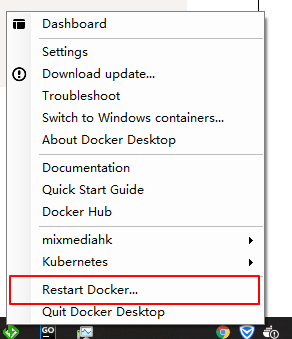 Dashboard
Settings
Download update...
Troubleshoot
Switch to Windows containers...
About Docker Desktop
Documentation
Quick Start Guide
Docker Hub
mixmediahk
Kubernetes
Restart Docker...
Quit Docker Desktop
GO